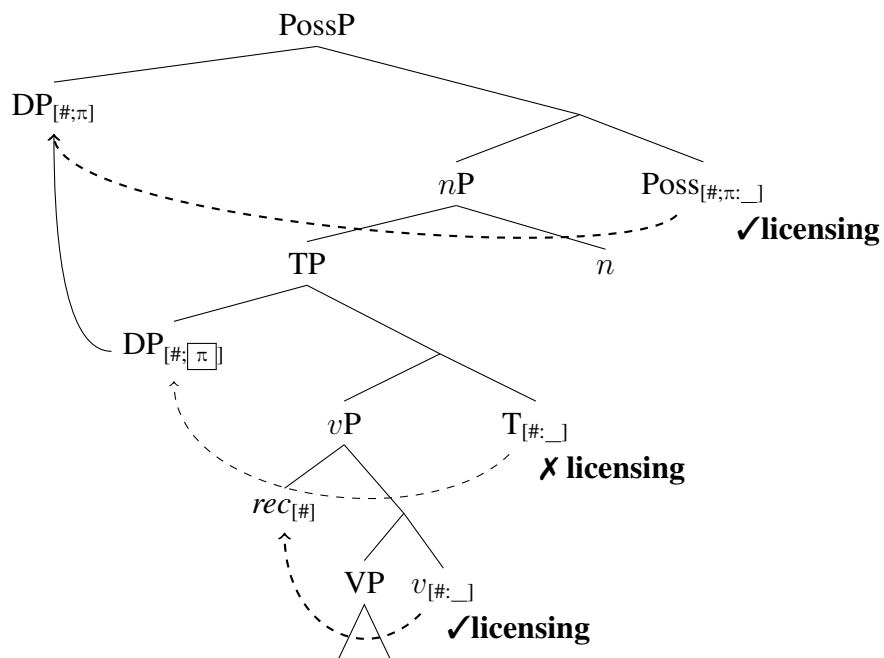 PossP
DP[#;π]
nP Poss[#;π:_]
✓licensing
TP n
DP[#;π]
vP T[#:_]
✗ licensing
rec[#]
VP v[#:_]
✓licensing